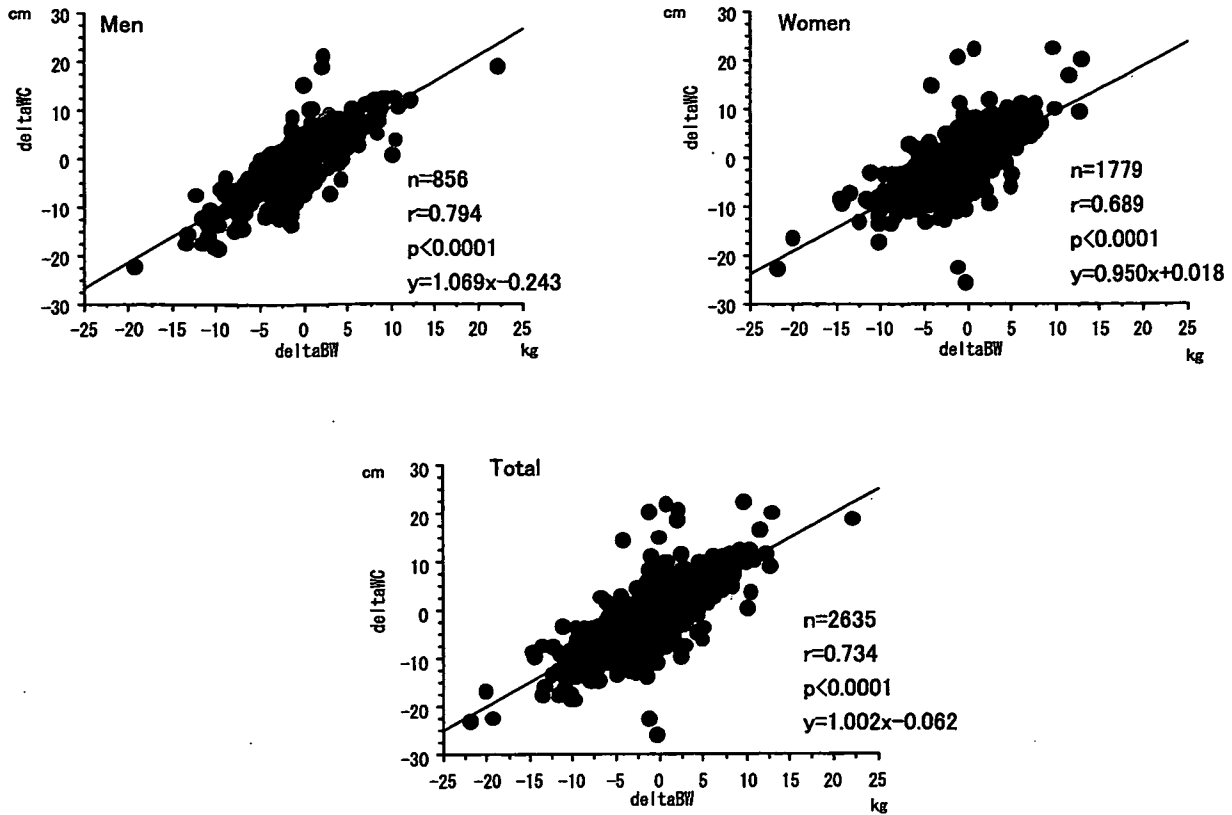 cm
Men
30
20
10
0
-10
-20
-30
deltaWC
n=856
r=0.794
p<0.0001
y=1.069x-0.243
-25 -20 -15 -10 -5 0 5 10 15 20 25
deltaBW
kg
cm
Women
30
20
10
0
-10
-20
-30
deltaWC
n=1779
r=0.689
p<0.0001
y=0.950x+0.018
-25 -20 -15 -10 -5 0 5 10 15 20 25
deltaBW
kg
cm
Total
30
20
10
0
-10
-20
-30
deltaWC
n=2635
r=0.734
p<0.0001
y=1.002x-0.062
-25 -20 -15 -10 -5 0 5 10 15 20 25
deltaBW
kg